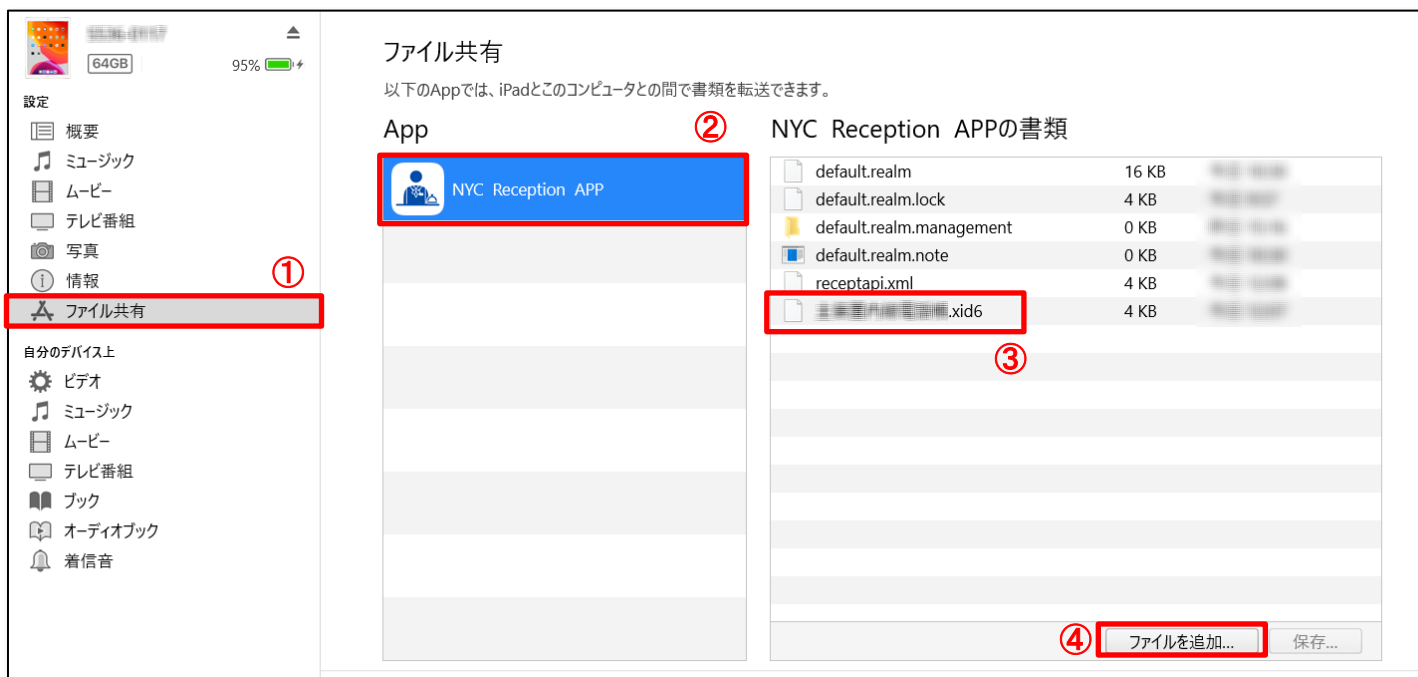 64GB
95%
設定
概要
ミュージック
ムービー
テレビ番組
写真
情報
①
ファイル共有
自分のデバイス上
ビデオ
ミュージック
ムービー
テレビ番組
ブック
オーディオブック
着信音
ファイル共有
以下のAppでは、iPadとこのコンピュータとの間で書類を転送できます。
App
②
NYC Reception APP
NYC Reception APPの書類
default.realm 16 KB
default.realm.lock 4 KB
default.realm.management 0 KB
default.realm.note 0 KB
receptapi.xml 4 KB
.xid6 4 KB
③
④
ファイルを追加...
保存...